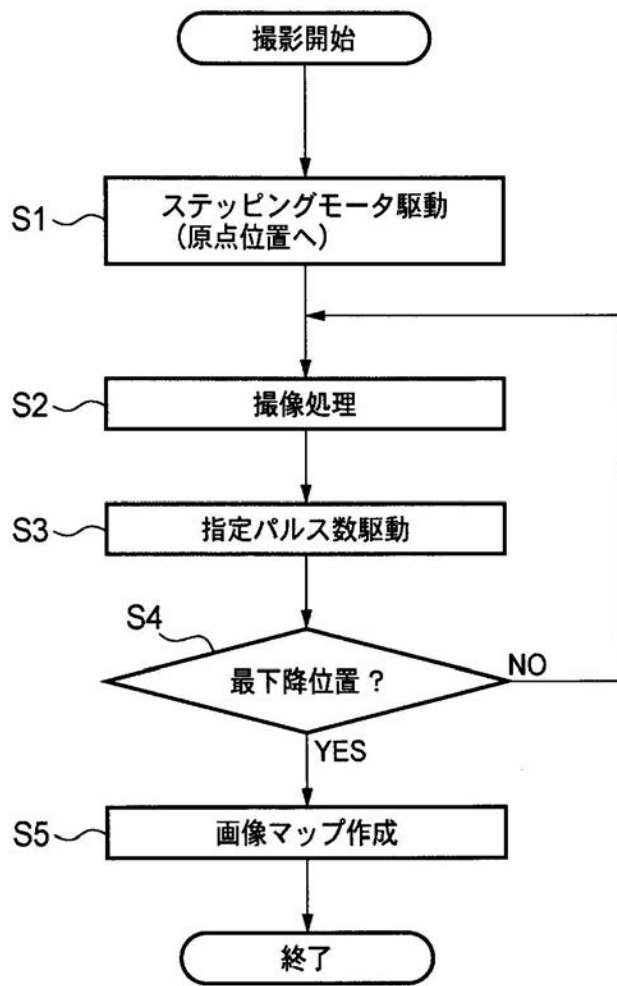 撮影開始
S1
ステッピングモータ駆動
(原点位置へ)
S2
撮像処理
S3
指定パルス数駆動
S4
最下降位置?
NO
YES
S5
画像マップ作成
終了